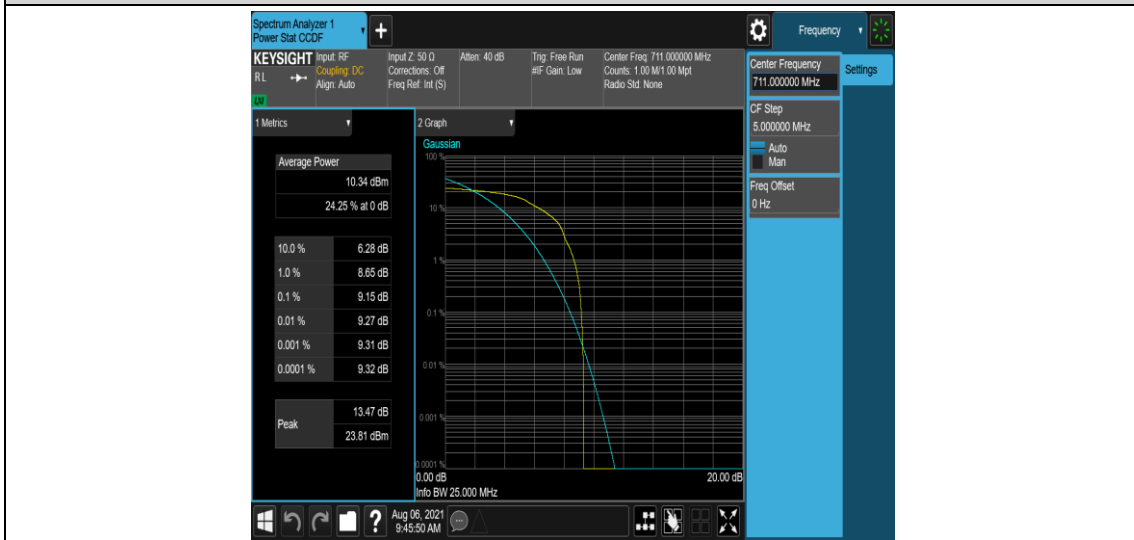 Spectrum Analyzer 1
Power Stat CCDF
+
Frequency
KEYSIGHT
RL
LXI
Input: RF
Coupling: DC
Align: Auto
Input Z: 50 Ω
Corrections: Off
Freq Ref: Int (S)
Atten: 40 dB
Trig: Free Run
#IF Gain: Low
Center Freq: 711.000000 MHz
Counts: 1.00 M/1.00 Mpt
Radio Std: None
Center Frequency
711.000000 MHz
Settings
CF Step
5.000000 MHz
Auto
Man
Freq Offset
0 Hz
1 Metrics
Average Power
10.34 dBm
24.25 % at 0 dB
10.0 % 6.28 dB
1.0 % 8.65 dB
0.1 % 9.15 dB
0.01 % 9.27 dB
0.001 % 9.31 dB
0.0001 % 9.32 dB
Peak
13.47 dB
23.81 dBm
2 Graph
Gaussian
100 %
10 %
1 %
0.1 %
0.01 %
0.001 %
0.0001 %
0.00 dB 20.00 dB
Info BW 25.000 MHz
?
Aug 06, 2021
9:45:50 AM